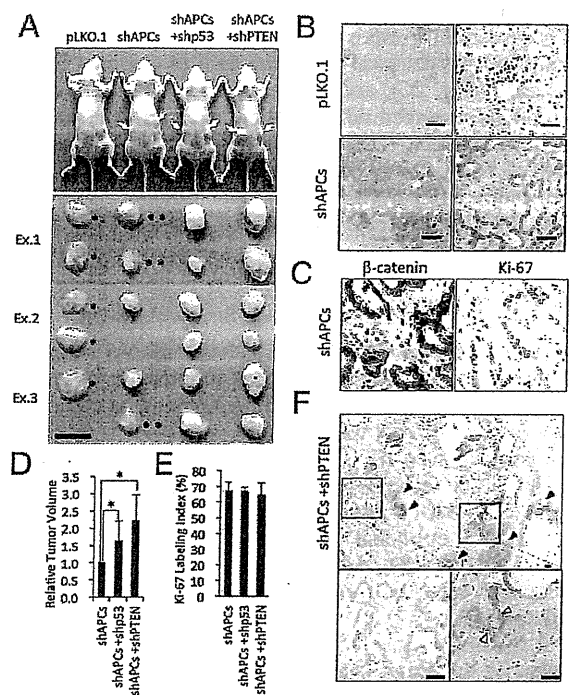 A
pLKO.1 shAPCs shAPCs +shp53 shAPCs +shPTEN
Ex.1
Ex.2
Ex.3
B
pLKO.1
shAPCs
C
β-catenin Ki-67
shAPCs
D
Relative Tumor Volume
3.5
3.0
2.5
2.0
1.5
1.0
0.5
0.0
* *
shAPCs
shAPCs +shp53
shAPCs +shPTEN
E
Ki-67 Labeling Index (%)
80
70
60
50
40
30
20
10
0
shAPCs
shAPCs +shp53
shAPCs +shPTEN
F
shAPCs +shPTEN